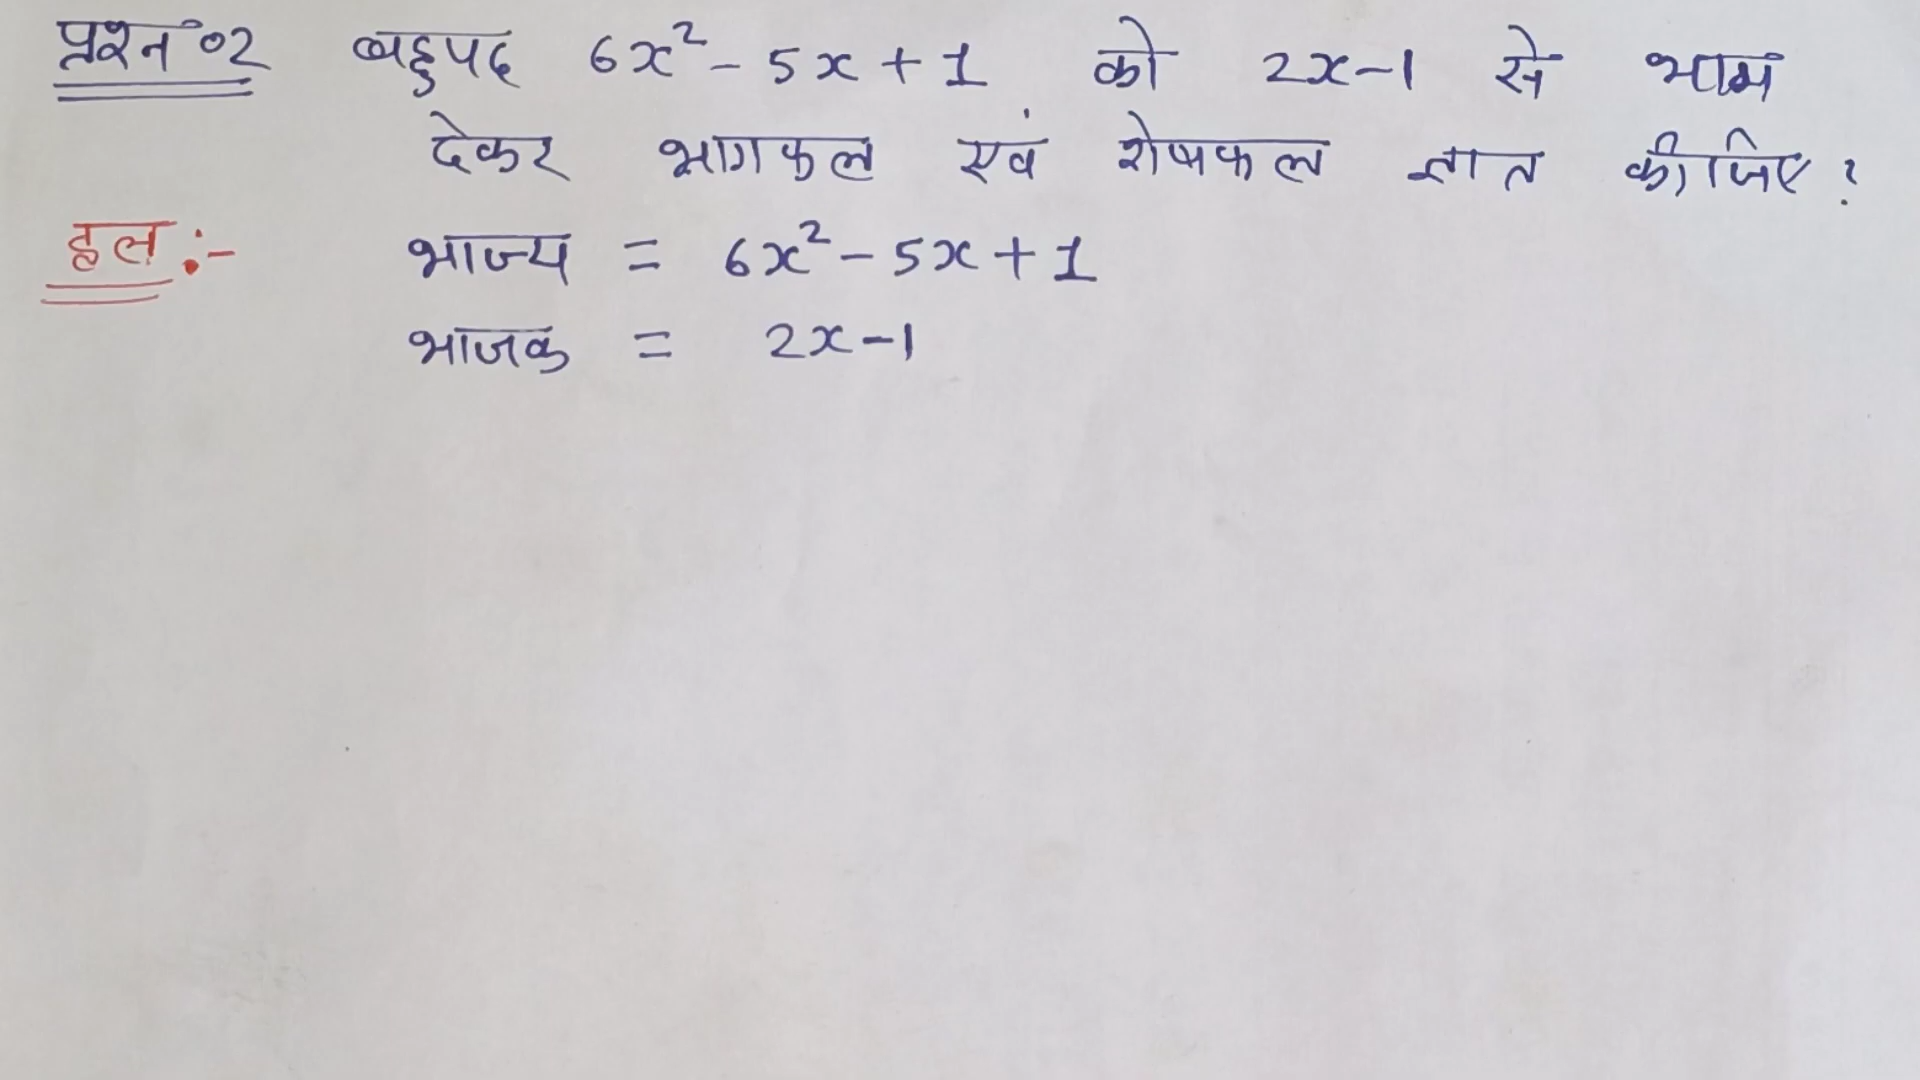 प्रश्न०2 बहुपद 6x² - 5x + 1 को 2x-1 से भाग
देकर भागफल एवं शेषफल ज्ञात कीजिए ?
हल :- भाज्य = 6x² - 5x + 1
भाजक = 2x-1